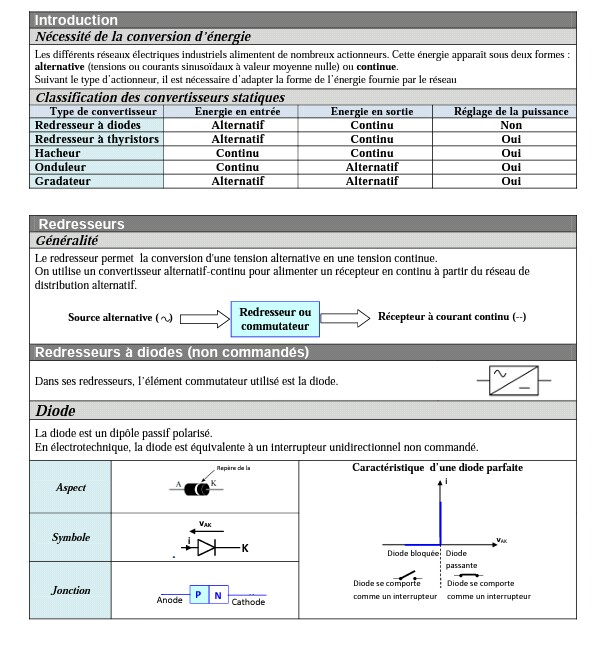 Introduction
Nécessité de la conversion d'énergie
Les différents réseaux électriques industriels alimentent de nombreux actionneurs. Cette énergie apparaît sous deux formes :
alternative (tensions ou courants sinusoïdaux à valeur moyenne nulle) ou continue.
Suivant le type d'actionneur, il est nécessaire d'adapter la forme de l'énergie fournie par le réseau
Classification des convertisseurs statiques
Type de convertisseur Energie en entrée Energie en sortie Réglage de la puissance
Redresseur à diodes Alternatif Continu Non
Redresseur à thyristors Alternatif Continu Oui
Hacheur Continu Continu Oui
Onduleur Continu Alternatif Oui
Gradateur Alternatif Alternatif Oui
Redresseurs
Généralité
Le redresseur permet la conversion d'une tension alternative en une tension continue.
On utilise un convertisseur alternatif-continu pour alimenter un récepteur en continu à partir du réseau de
distribution alternatif.
Source alternative (∿)
Redresseur ou
commutateur
Récepteur à courant continu (--)
Redresseurs à diodes (non commandés)
Dans ses redresseurs, l'élément commutateur utilisé est la diode.
Diode
La diode est un dipôle passif polarisé.
En électrotechnique, la diode est équivalente à un interrupteur unidirectionnel non commandé.
Aspect
Repère de la
A K
Symbole
vAK
i
K
Jonction
Anode P N Cathode
Caractéristique d'une diode parfaite
i
vAK
Diode bloquée Diode
passante
Diode se comporte Diode se comporte
comme un interrupteur comme un interrupteur